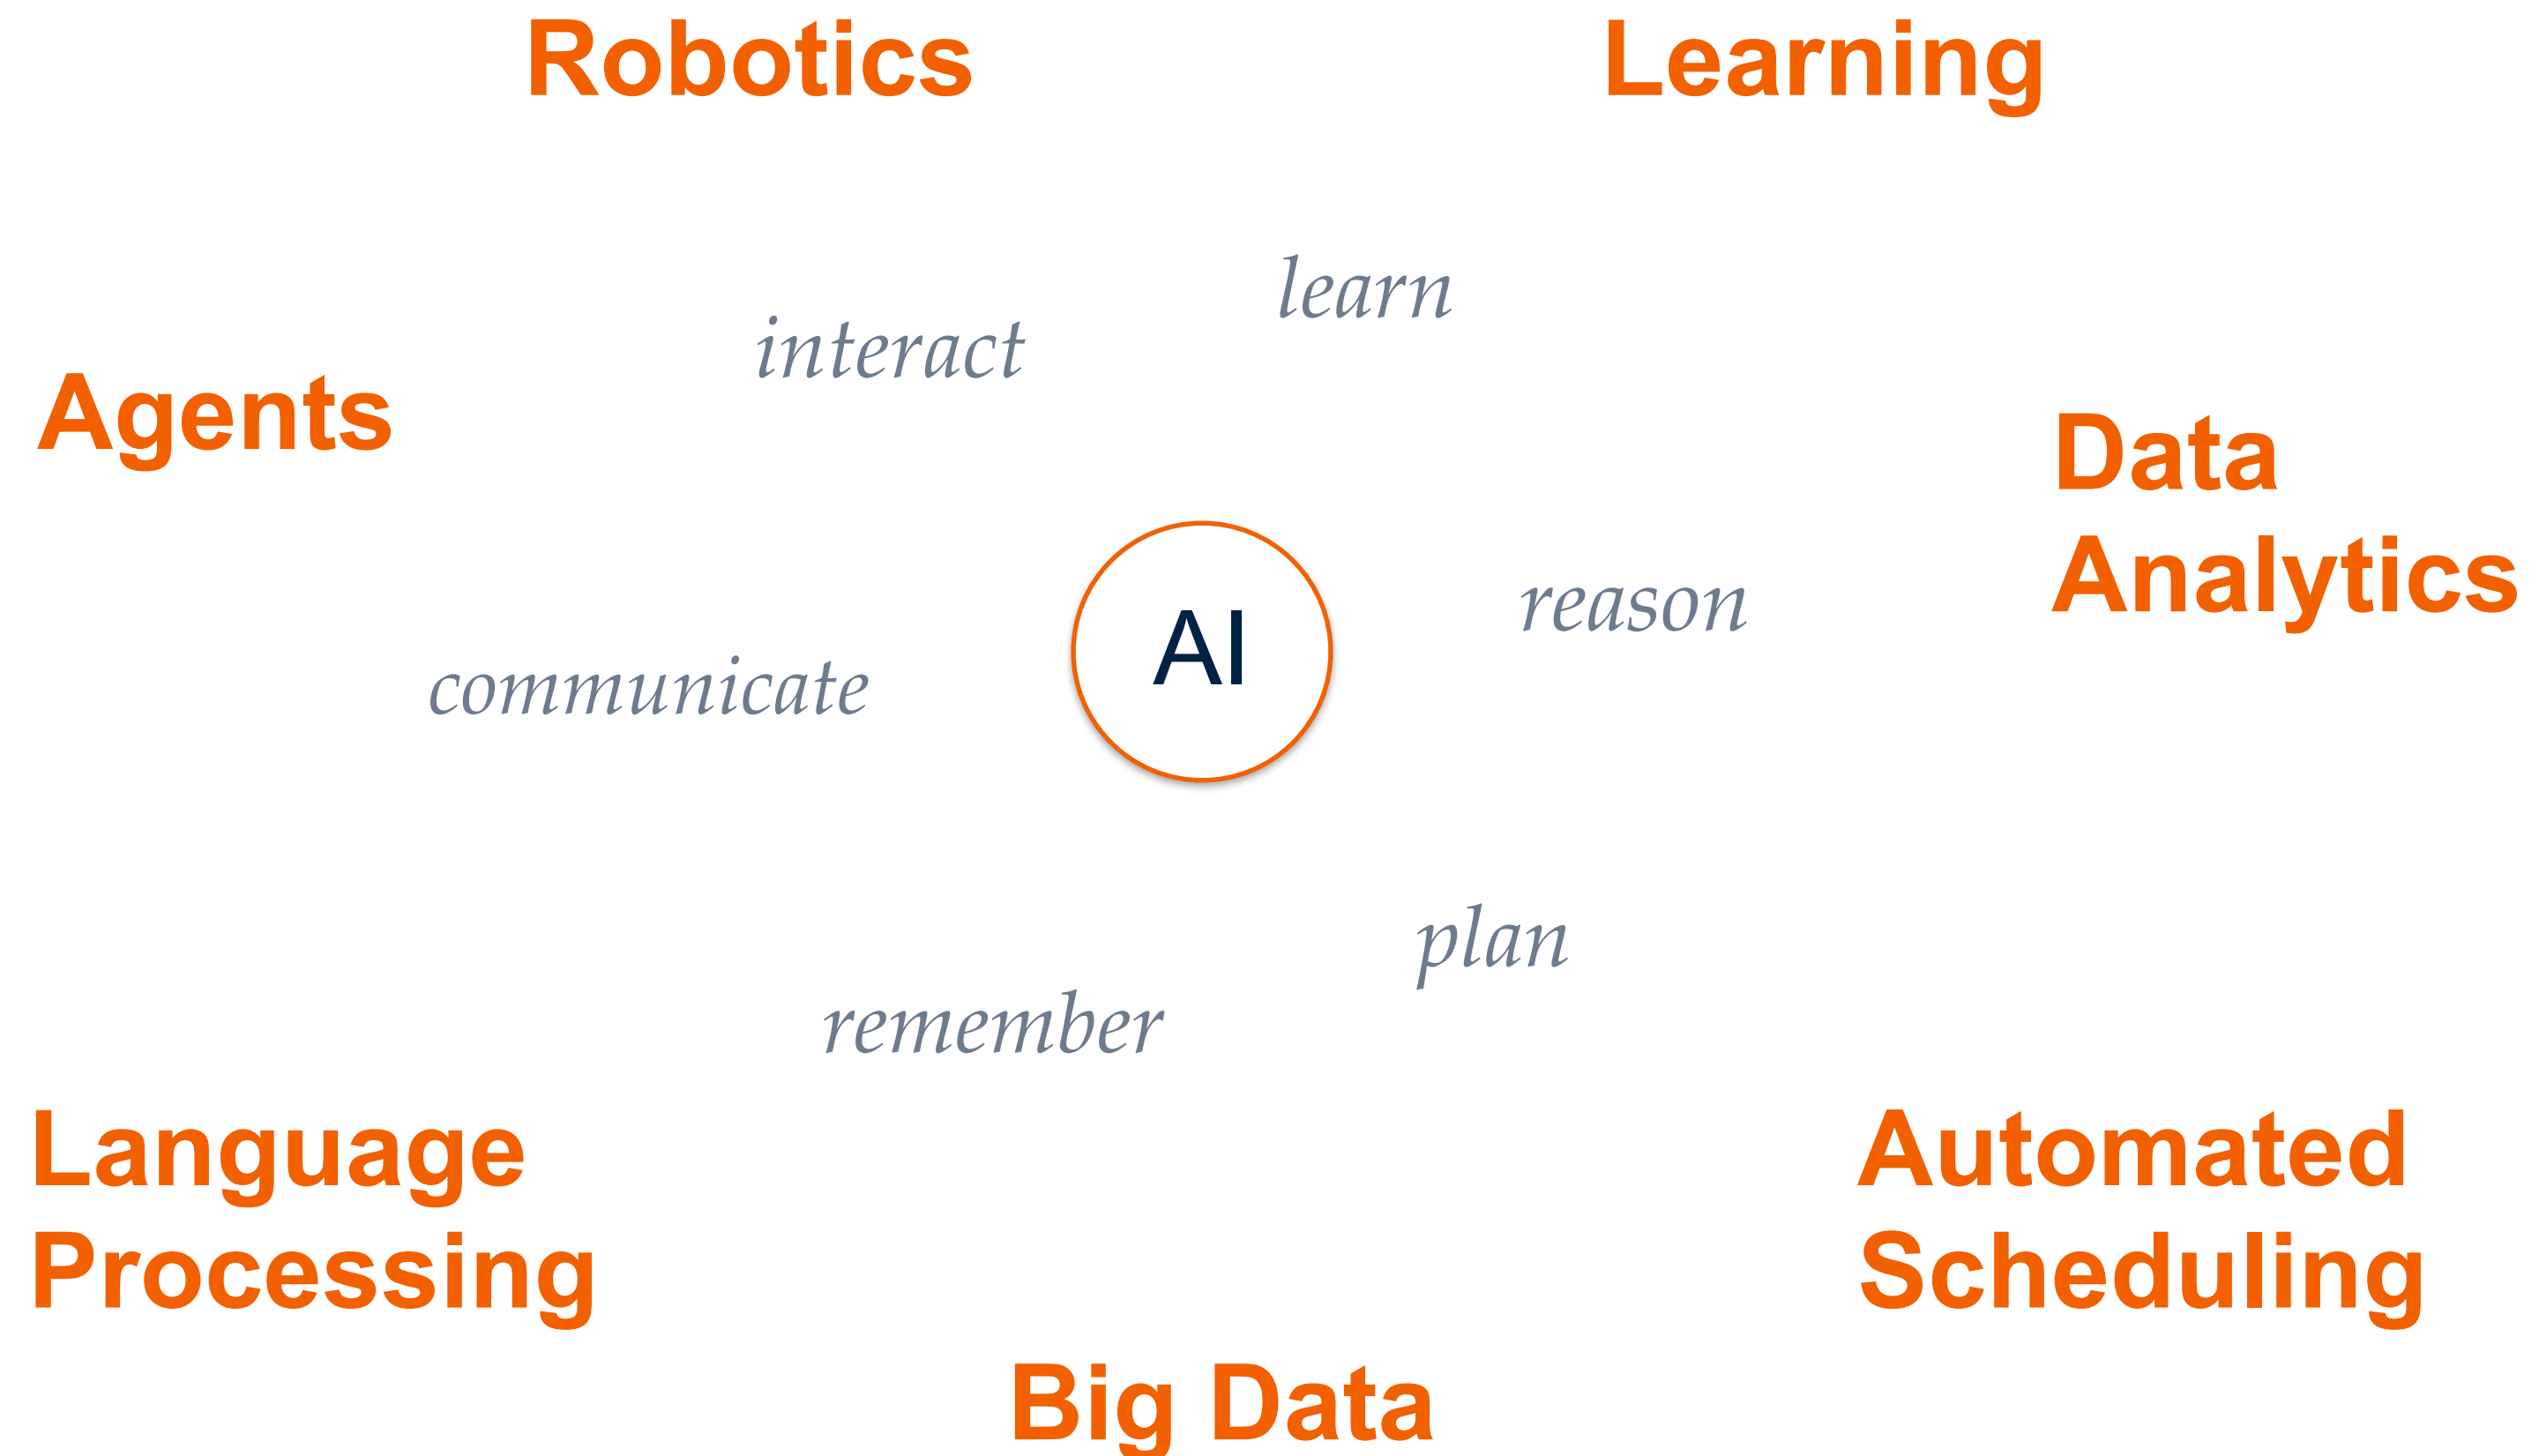 Robotics
Learning
learn
interact
Agents
Data
Analytics
reason
AI
communicate
plan
remember
Language
Processing
Automated
Scheduling
Big Data